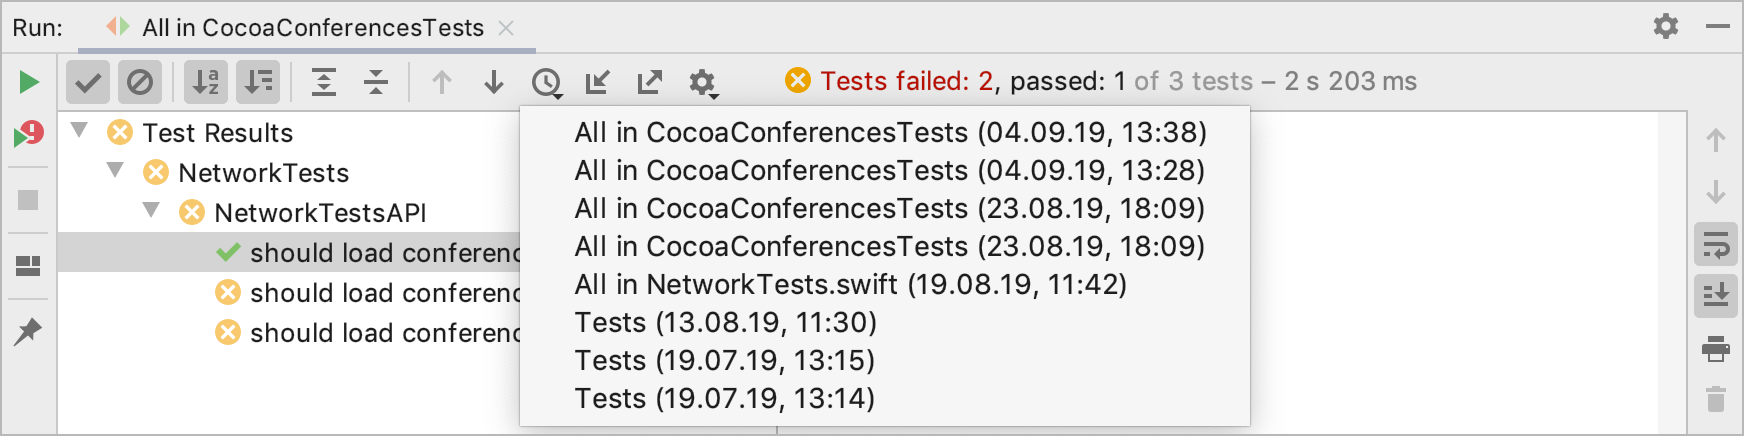 Run: All in CocoaConferencesTests
Tests failed: 2, passed: 1 of 3 tests – 2 s 203 ms
Test Results
NetworkTests
NetworkTestsAPI
should load conferenc
should load conferenc
should load conferenc
All in CocoaConferencesTests (04.09.19, 13:38)
All in CocoaConferencesTests (04.09.19, 13:28)
All in CocoaConferencesTests (23.08.19, 18:09)
All in CocoaConferencesTests (23.08.19, 18:09)
All in NetworkTests.swift (19.08.19, 11:42)
Tests (13.08.19, 11:30)
Tests (19.07.19, 13:15)
Tests (19.07.19, 13:14)